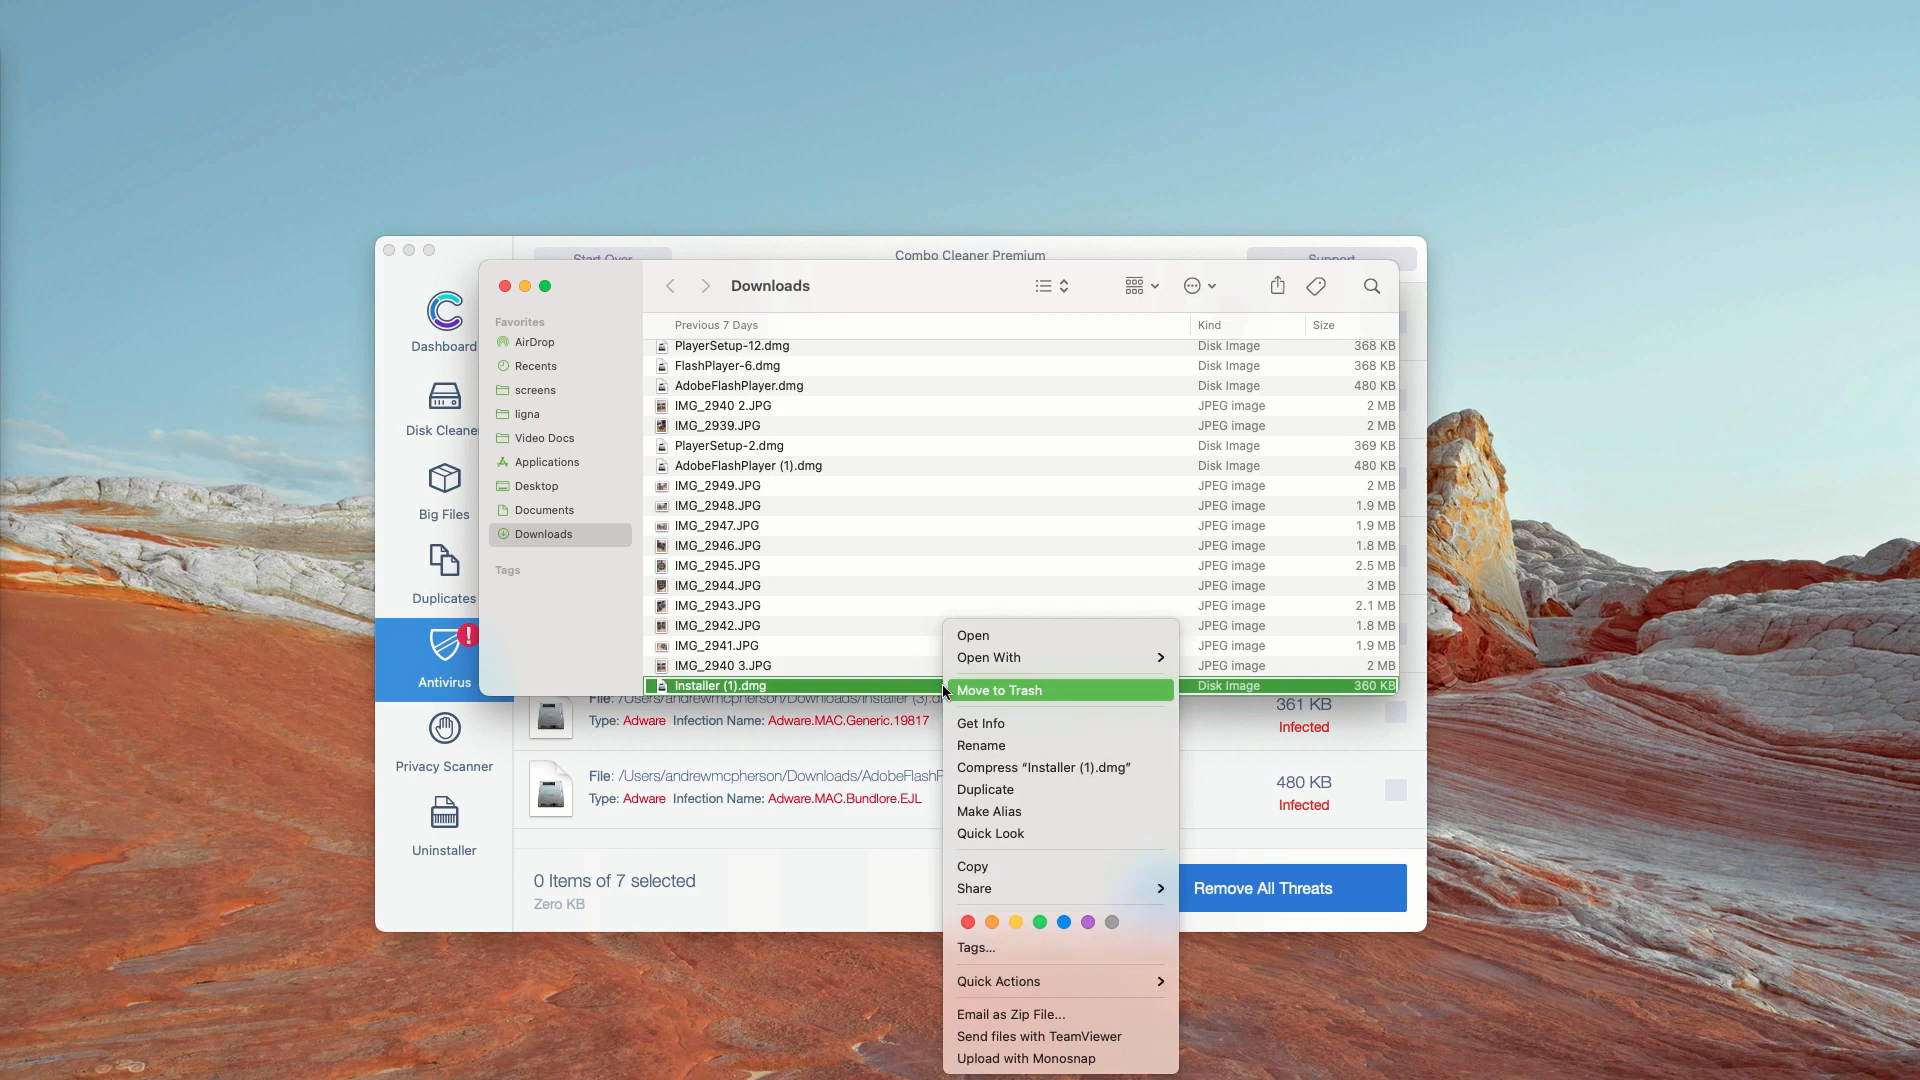 Combo Cleaner Premium
Dashboard
Disk Cleane
Big Files
Duplicates
Antivirus
Privacy Scanner
Uninstaller
Downloads
Favorites
AirDrop
Recents
screens
ligna
Video Docs
Applications
Desktop
Documents
Downloads
Tags
Previous 7 Days Kind Size
PlayerSetup-12.dmg Disk Image 368 KB
FlashPlayer-6.dmg Disk Image 368 KB
AdobeFlashPlayer.dmg Disk Image 480 KB
IMG_2940 2.JPG JPEG image 2 MB
IMG_2939.JPG JPEG image 2 MB
PlayerSetup-2.dmg Disk Image 369 KB
AdobeFlashPlayer (1).dmg Disk Image 480 KB
IMG_2949.JPG JPEG image 2 MB
IMG_2948.JPG JPEG image 1.9 MB
IMG_2947.JPG JPEG image 1.9 MB
IMG_2946.JPG JPEG image 1.8 MB
IMG_2945.JPG JPEG image 2.5 MB
IMG_2944.JPG JPEG image 3 MB
IMG_2943.JPG JPEG image 2.1 MB
IMG_2942.JPG JPEG image 1.8 MB
IMG_2941.JPG JPEG image 1.9 MB
IMG_2940 3.JPG JPEG image 2 MB
Installer (1).dmg Disk Image 360 KB
Open
Open With
Move to Trash
Get Info
Rename
Compress “Installer (1).dmg”
Duplicate
Make Alias
Quick Look
Copy
Share
Tags...
Quick Actions
Email as Zip File...
Send files with TeamViewer
Upload with Monosnap
File: /Users/andrewmcpherson/Downloads/Installer (3).d
Type: Adware Infection Name: Adware.MAC.Generic.19817
361 KB
Infected
File: /Users/andrewmcpherson/Downloads/AdobeFlashP
Type: Adware Infection Name: Adware.MAC.Bundlore.EJL
480 KB
Infected
0 Items of 7 selected
Zero KB
Remove All Threats